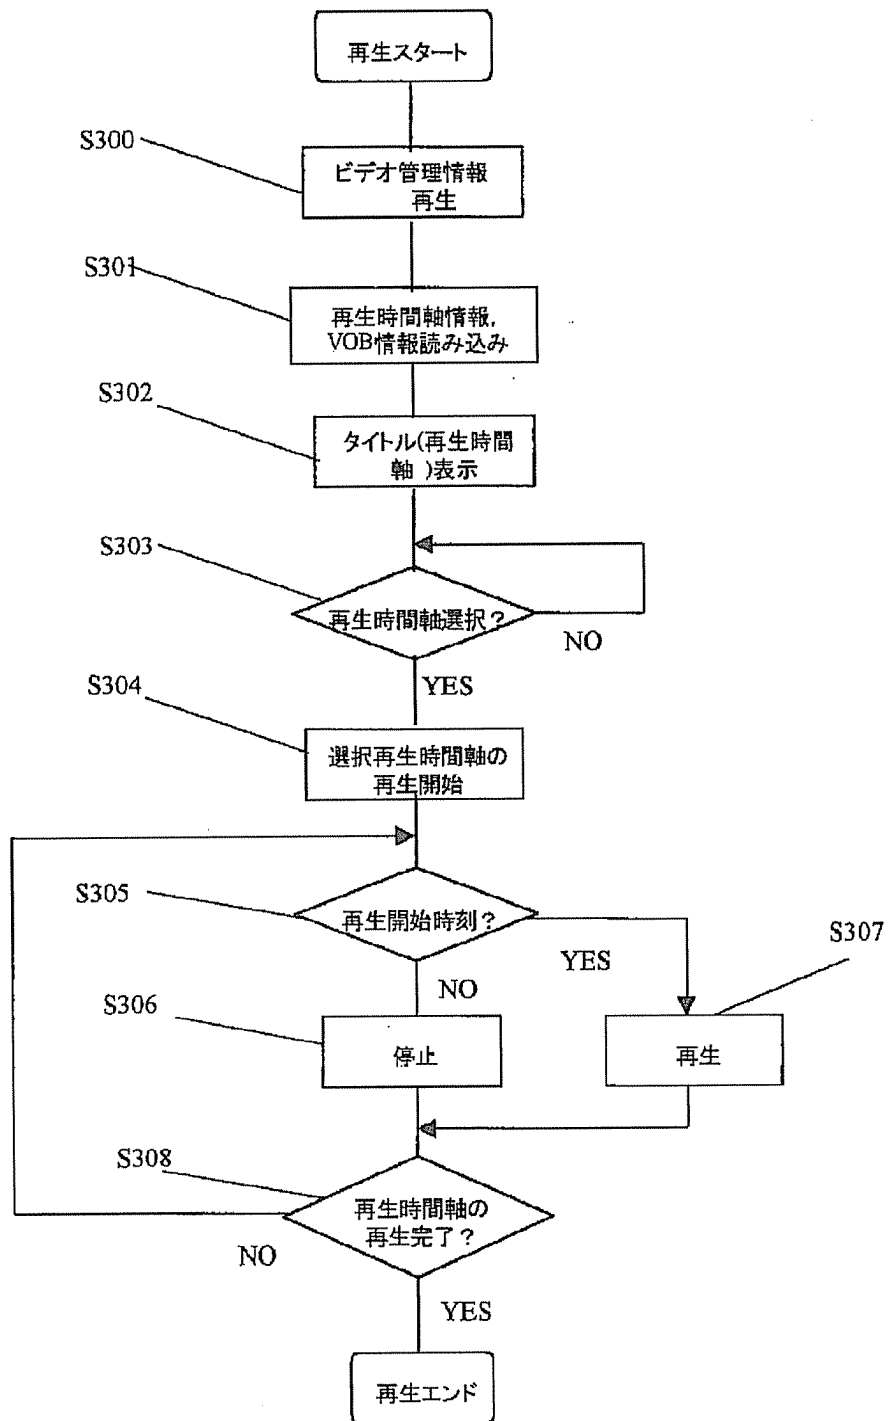 再生スタート
S300
ビデオ管理情報
再生
S301
再生時間軸情報,
VOB情報読み込み
S302
タイトル(再生時間
軸 )表示
S303
再生時間軸選択?
NO
YES
S304
選択再生時間軸の
再生開始
S305
再生開始時刻?
YES
S307
NO
S306
停止
再生
S308
再生時間軸の
再生完了?
NO
YES
再生エンド